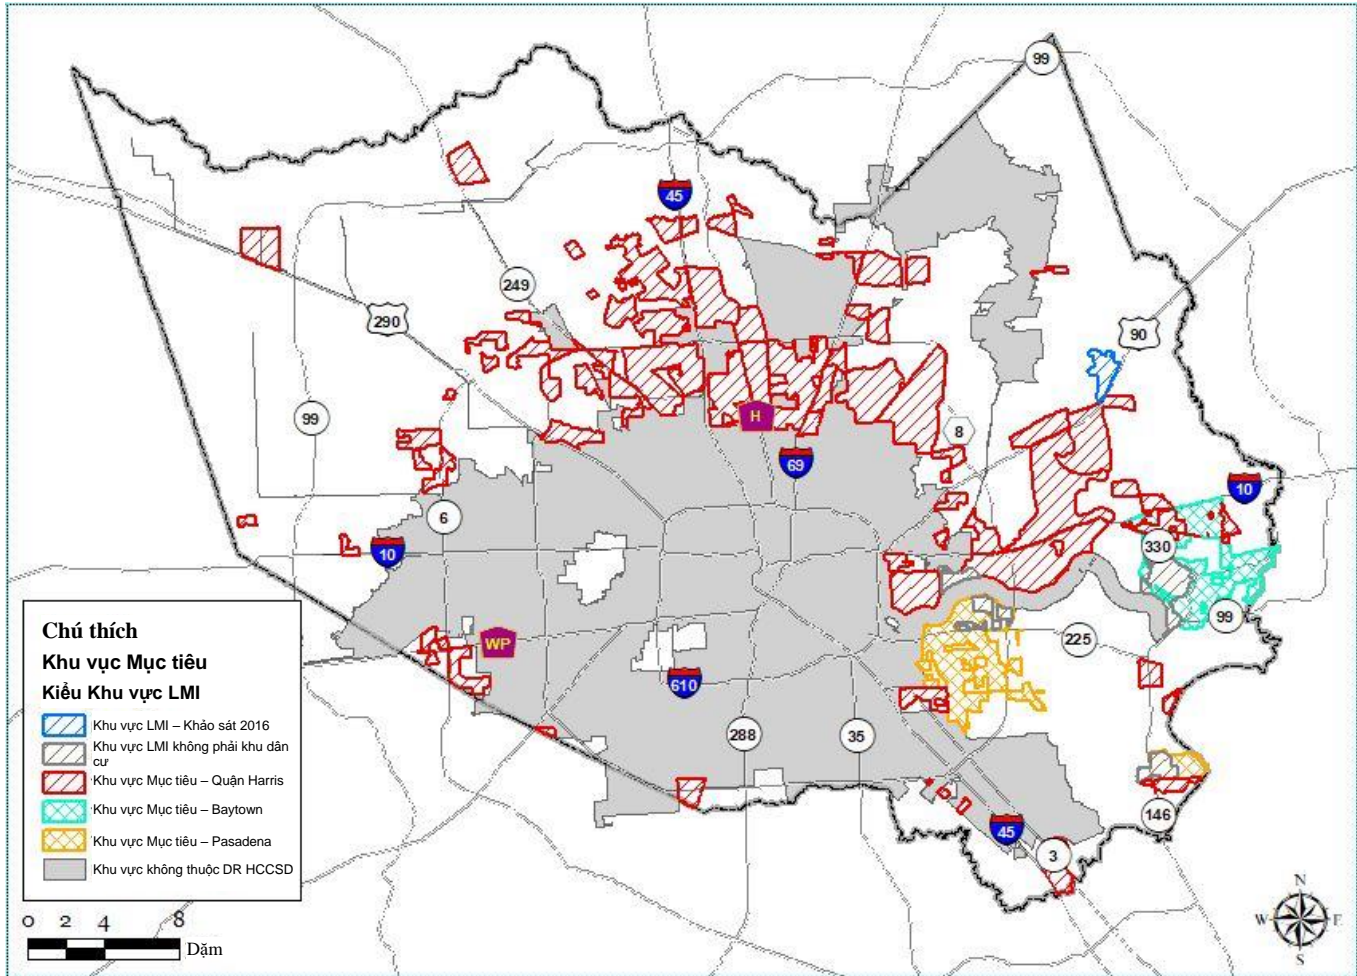 99
45
249
290
90
99
H
8
69
10
6
10
330
99
WP
225
610
288
35
146
45
3
Chú thích
Khu vực Mục tiêu
Kiểu Khu vực LMI
Khu vực LMI – Khảo sát 2016
Khu vực LMI không phải khu dân
cư
Khu vực Mục tiêu – Quận Harris
Khu vực Mục tiêu – Baytown
Khu vực Mục tiêu – Pasadena
Khu vực không thuộc DR HCCSD
0 2 4 8
Dặm
N
W E
S